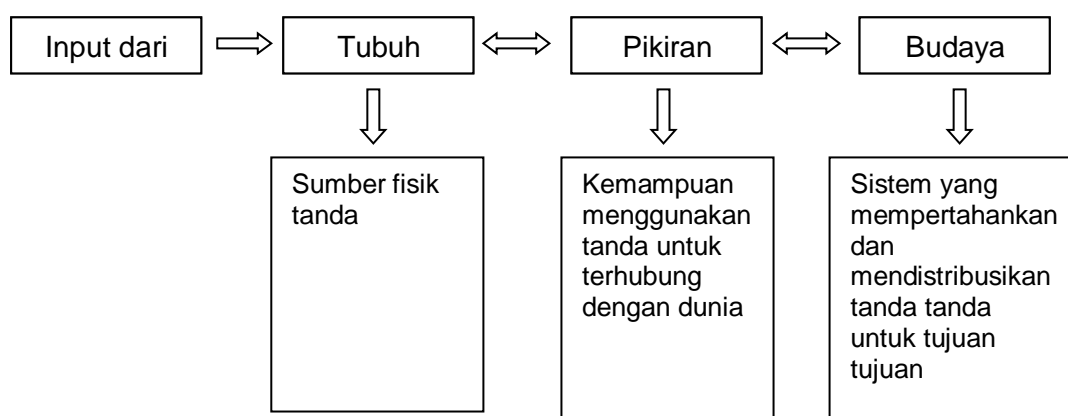 Input dari
Tubuh
Pikiran
Budaya
Sumber fisik
tanda
Kemampuan
menggunakan
tanda untuk
terhubung
dengan dunia
Sistem yang
mempertahankan
dan
mendistribusikan
tanda tanda
untuk tujuan
tujuan